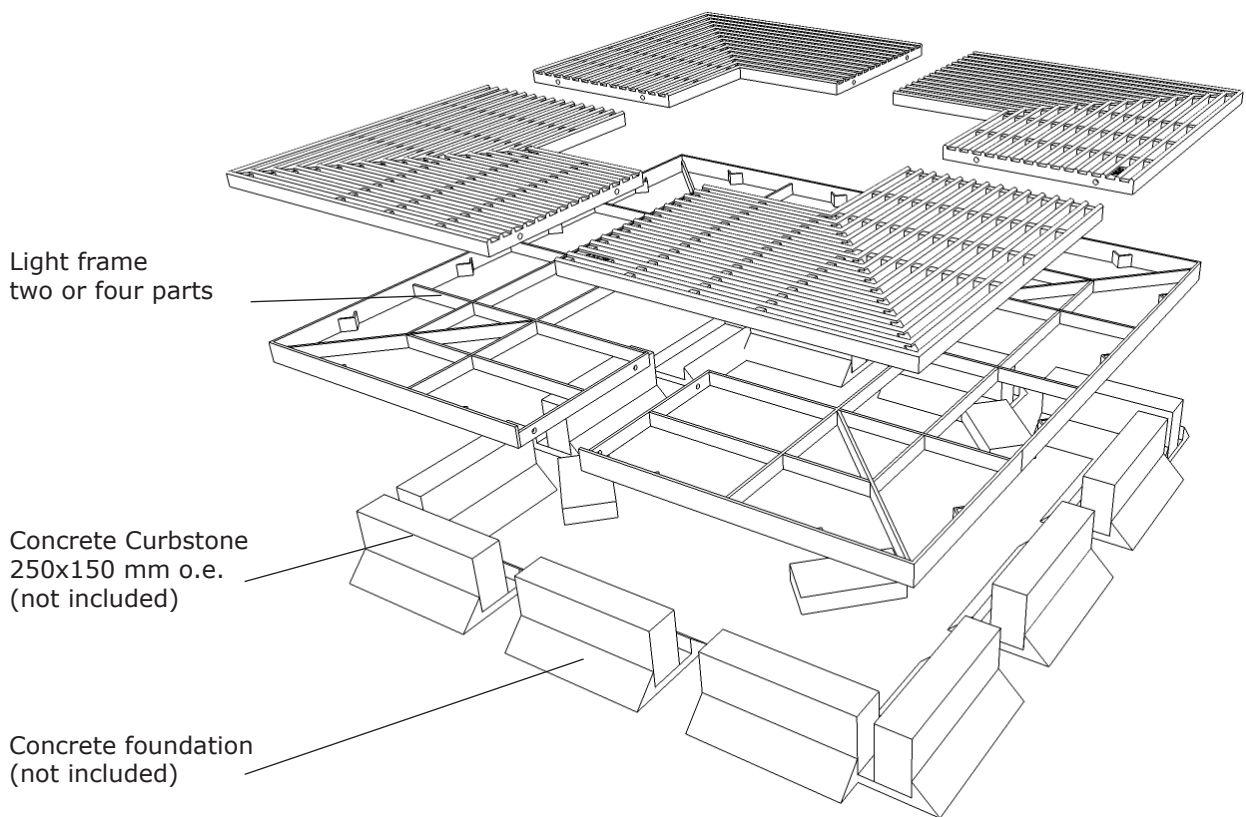 Light frame
two or four parts
Concrete Curbstone
250x150 mm o.e.
(not included)
Concrete foundation
(not included)